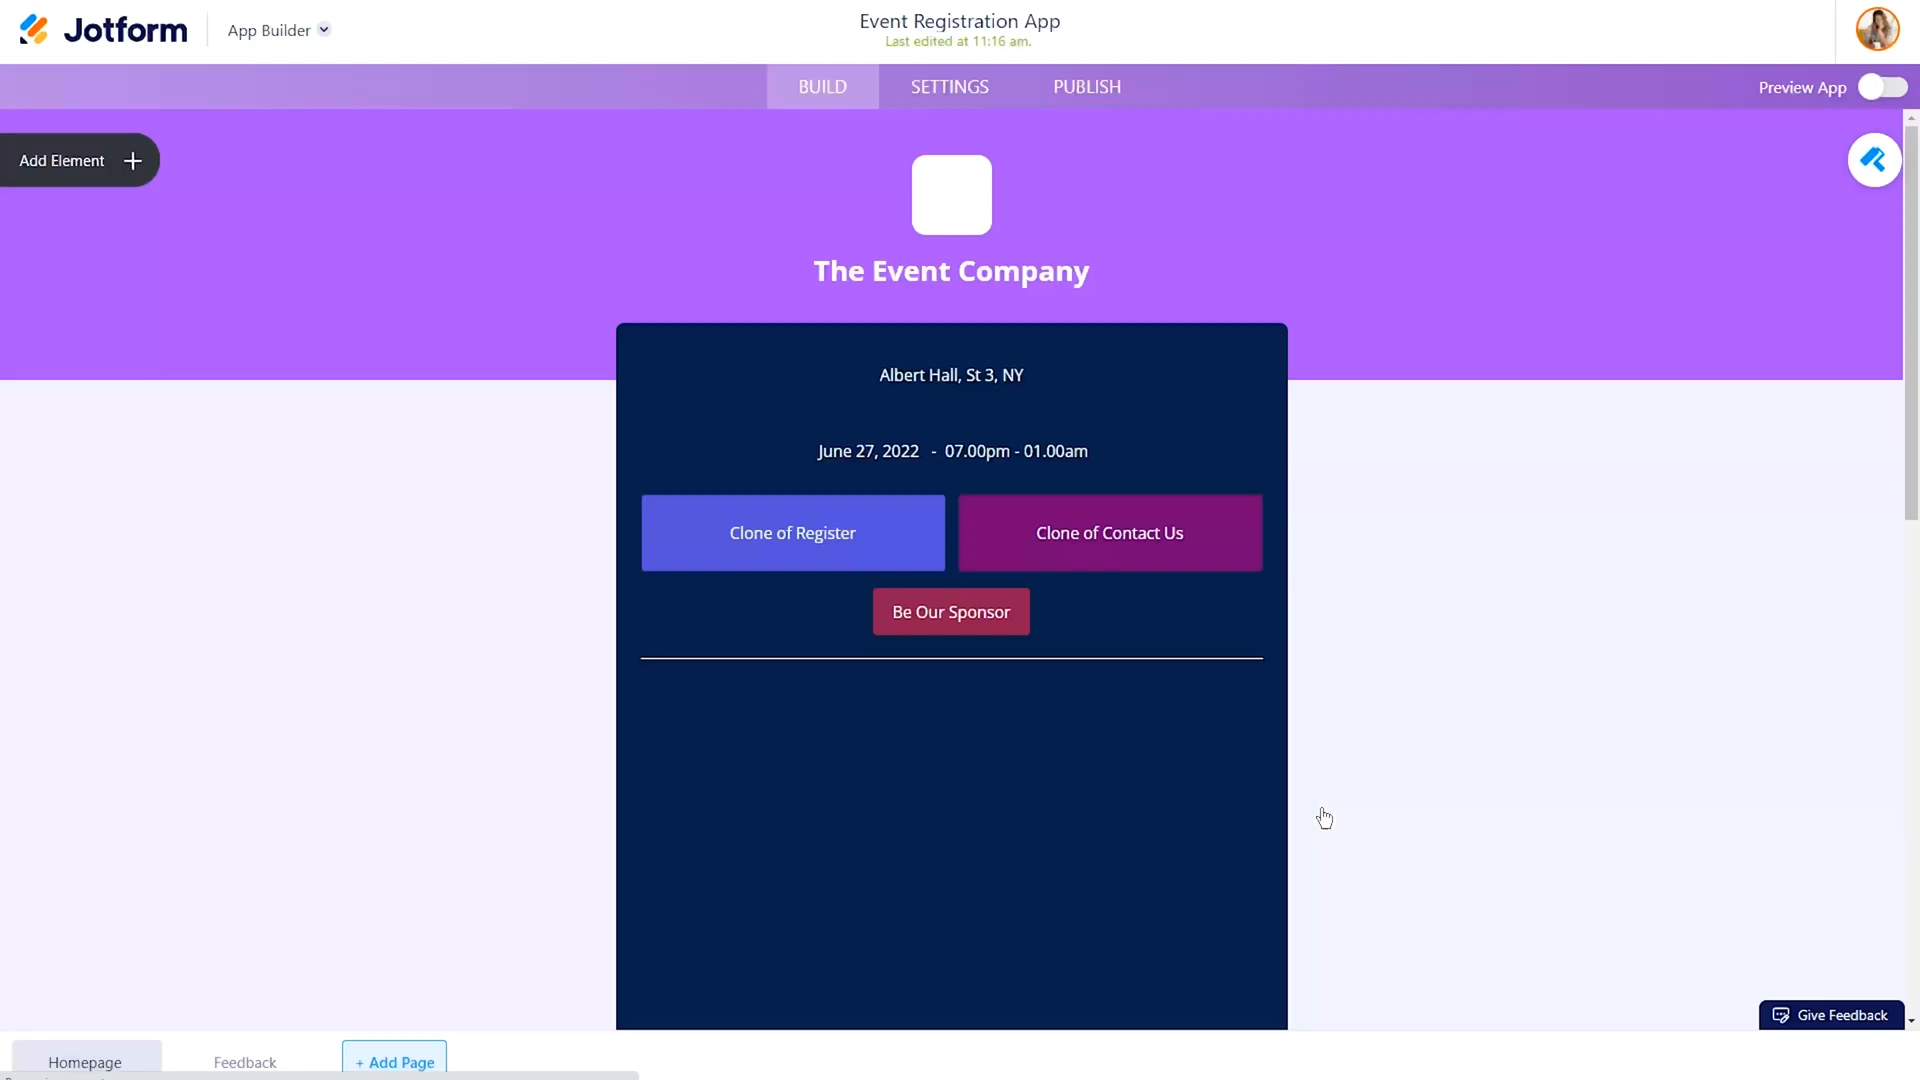 Jotform
App Builder
Event Registration App
Last edited at 11:16 am.
BUILD
SETTINGS
PUBLISH
Preview App
Add Element +
The Event Company
Albert Hall, St 3, NY
June 27, 2022 - 07.00pm - 01.00am
Clone of Register
Clone of Contact Us
Be Our Sponsor
Give Feedback
Homepage
Feedback
+ Add Page